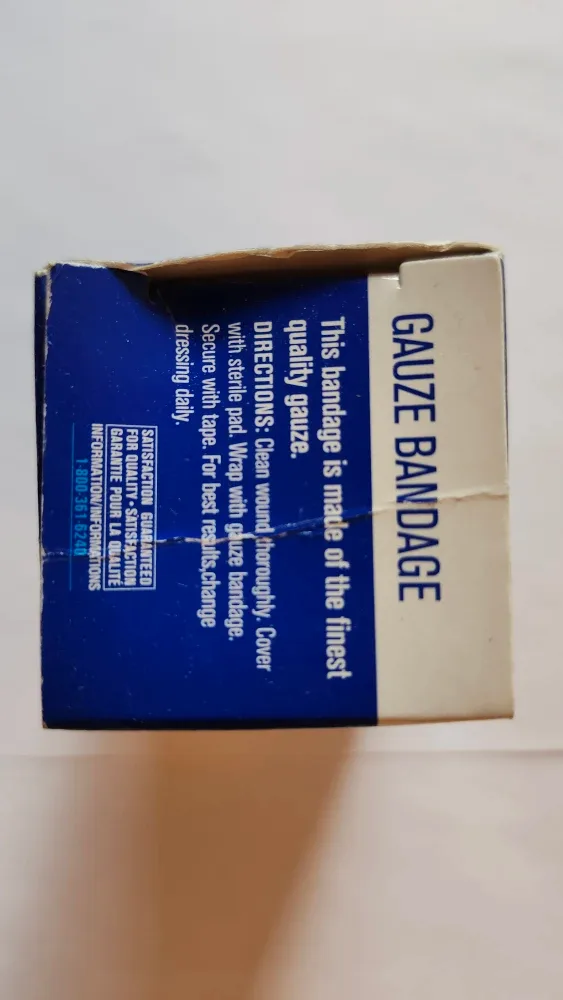 GAUZE BANDAGE
This bandage is made of the finest
quality gauze.
DIRECTIONS: Clean wound thoroughly. Cover
with sterile pad. Wrap with gauze bandage.
Secure with tape. For best results,change
dressing daily.
SATISFACTION GUARANTEED
FOR QUALITY • SATISFACTION
GARANTIE POUR LA QUALITÉ
INFORMATION/INFORMATIONS
1-800-361-6240